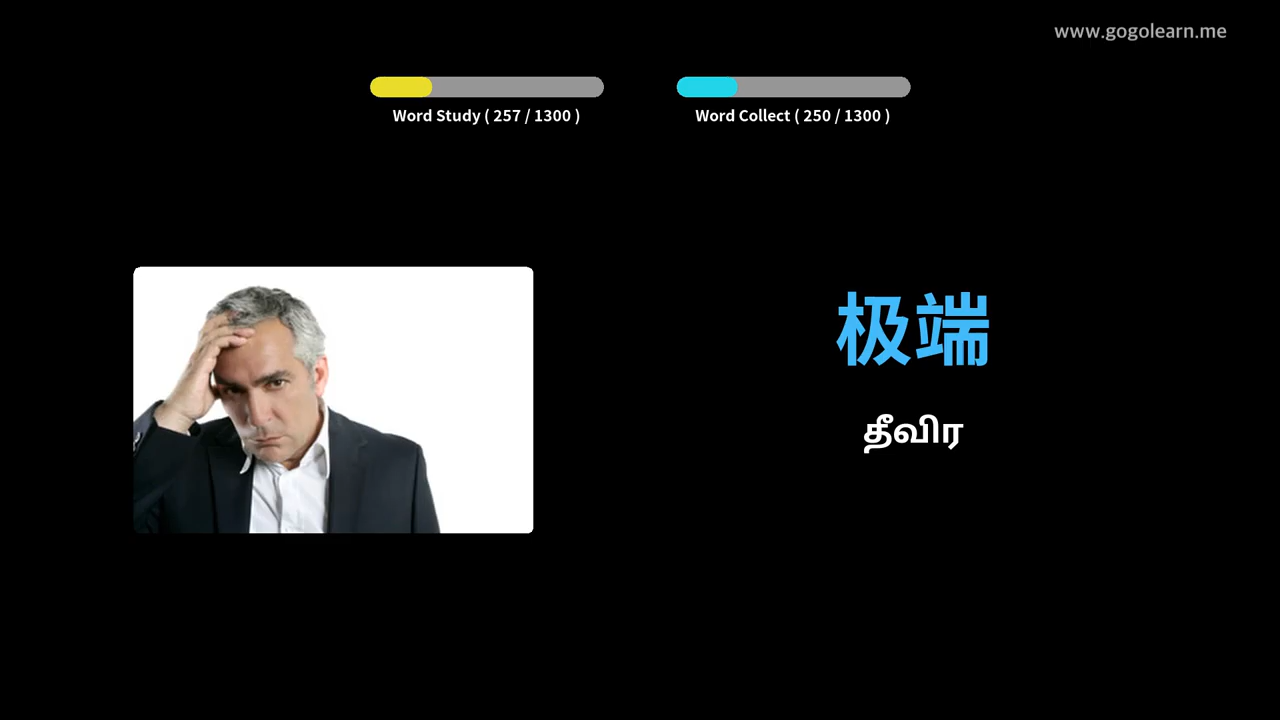 www.gogolearn.me
Word Study ( 257 / 1300 )
Word Collect ( 250 / 1300 )
极端
தீவிர